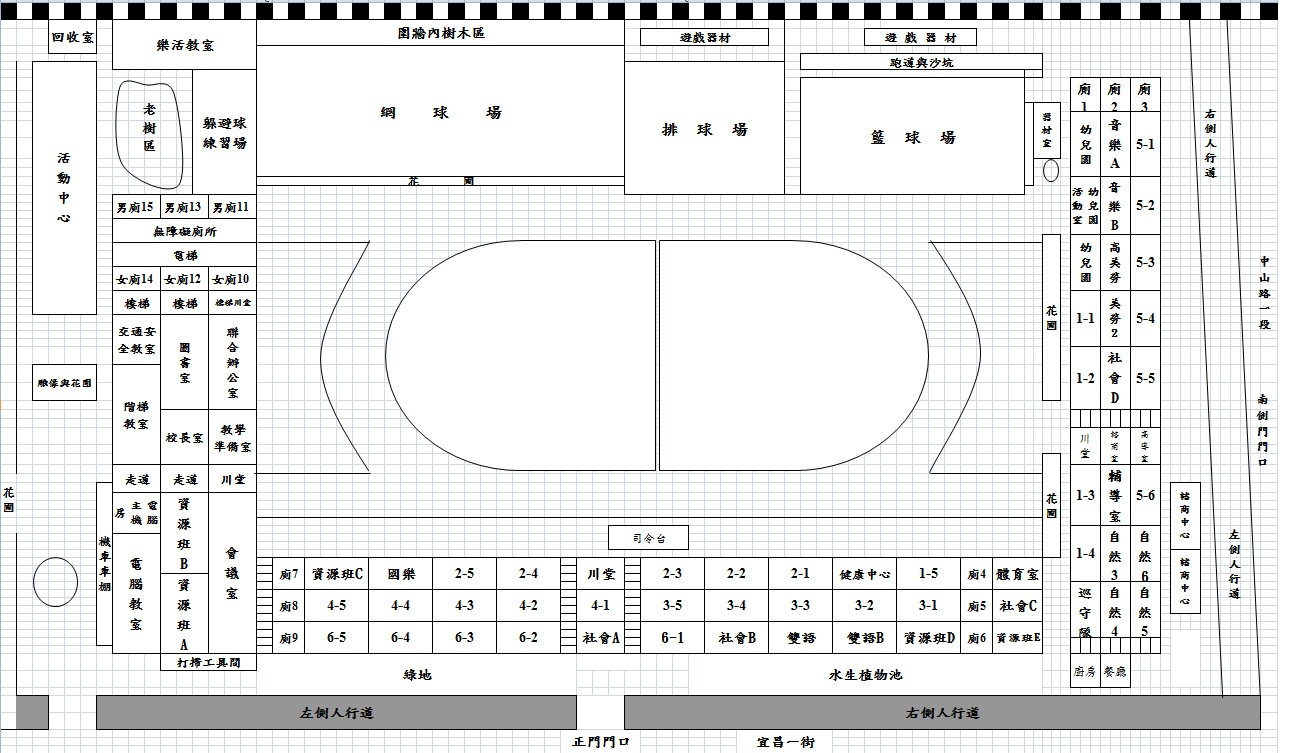 回收室
樂活教室
圍牆內樹木區
遊戲器材
遊戲器材
跑道與沙坑
活動中心
老樹區
躲避球
練習場
網球場
排球場
籃球場
器材室
花園
男廁15
男廁13
男廁11
無障礙廁所
電梯
女廁14
女廁12
女廁10
樓梯
樓梯
樓梯川堂
交通安
全教室
圖書室
聯合辦公室
雕像與花園
階梯
教室
校長室
教學
準備室
走道
走道
川堂
花園
機車車棚
電腦主機房
資源班B
會議室
電腦教室
資源班A
打掃工具間
花園
花園
司令台
廁7
資源班C
國樂
2-5
2-4
川堂
2-3
2-2
2-1
健康中心
1-5
廁4
體育室
廁8
4-5
4-4
4-3
4-2
4-1
3-5
3-4
3-3
3-2
3-1
廁5
社會C
廁9
6-5
6-4
6-3
6-2
社會A
6-1
社會B
雙語
雙語B
資源班D
廁6
資源班E
綠地
水生植物池
廁1
廁2
廁3
幼兒園
音樂A
5-1
幼兒園活動室
音樂B
5-2
幼兒園
高美勞
5-3
1-1
美勞2
5-4
1-2
社會D
5-5
川堂
1-3
輔導室
5-6
1-4
自然3
自然6
巡守隊
自然4
自然5
廚房
餐廳
諮商中心
諮商中心
右側人行道
左側人行道
中山路一段
南側門門口
左側人行道
右側人行道
正門門口
宜昌一街